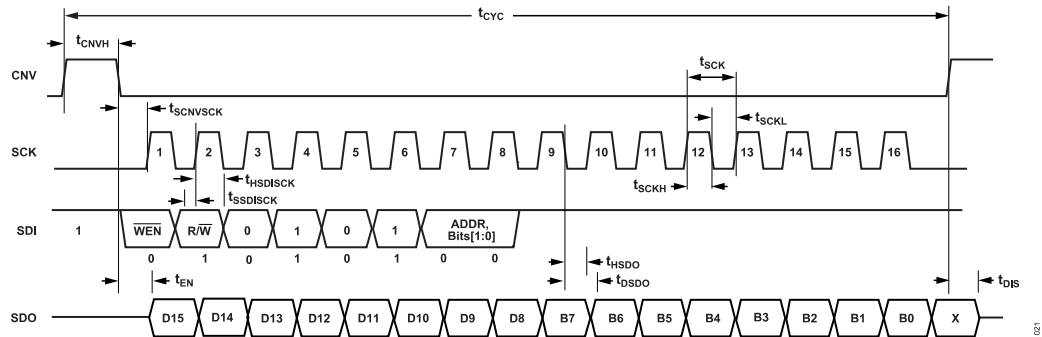 tCYC
tCNVH
CNV
tSCK
tSCNVSCK
tSCKL
SCK 1 2 3 4 5 6 7 8 9 10 11 12 13 14 15 16
tHSDISCK
tSCKH
tSSDISCK
SDI 1 WEN R/W 0 1 0 1 ADDR, Bits[1:0]
0 1 0 1 0 1 0 0
tHSDO
tEN
tDSDO
tDIS
SDO D15 D14 D13 D12 D11 D10 D9 D8 B7 B6 B5 B4 B3 B2 B1 B0 X
021